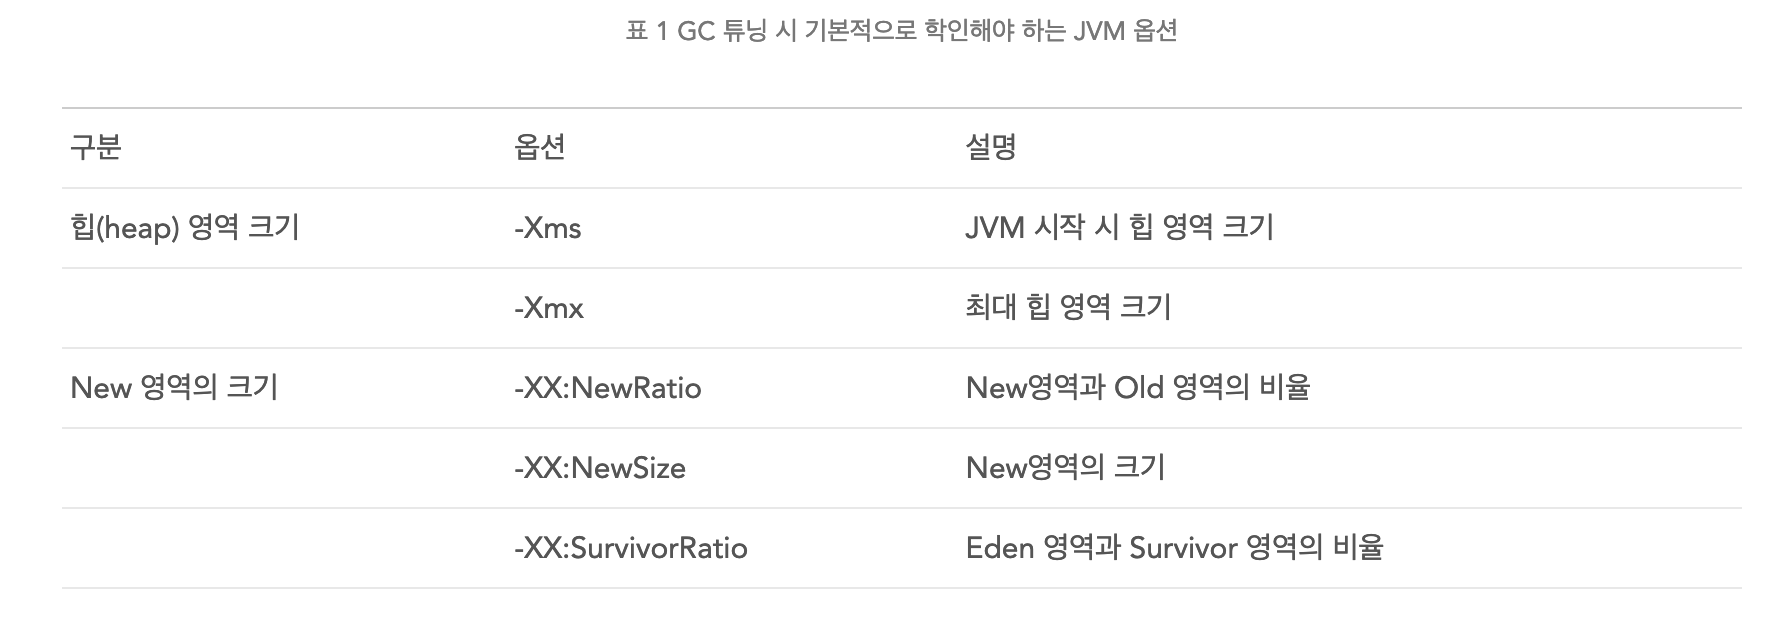 표 1 GC 튜닝 시 기본적으로 학인해야 하는 JVM 옵션
구분 옵션 설명
힙(heap) 영역 크기 -Xms JVM 시작 시 힙 영역 크기
-Xmx 최대 힙 영역 크기
New 영역의 크기 -XX:NewRatio New영역과 Old 영역의 비율
-XX:NewSize New영역의 크기
-XX:SurvivorRatio Eden 영역과 Survivor 영역의 비율